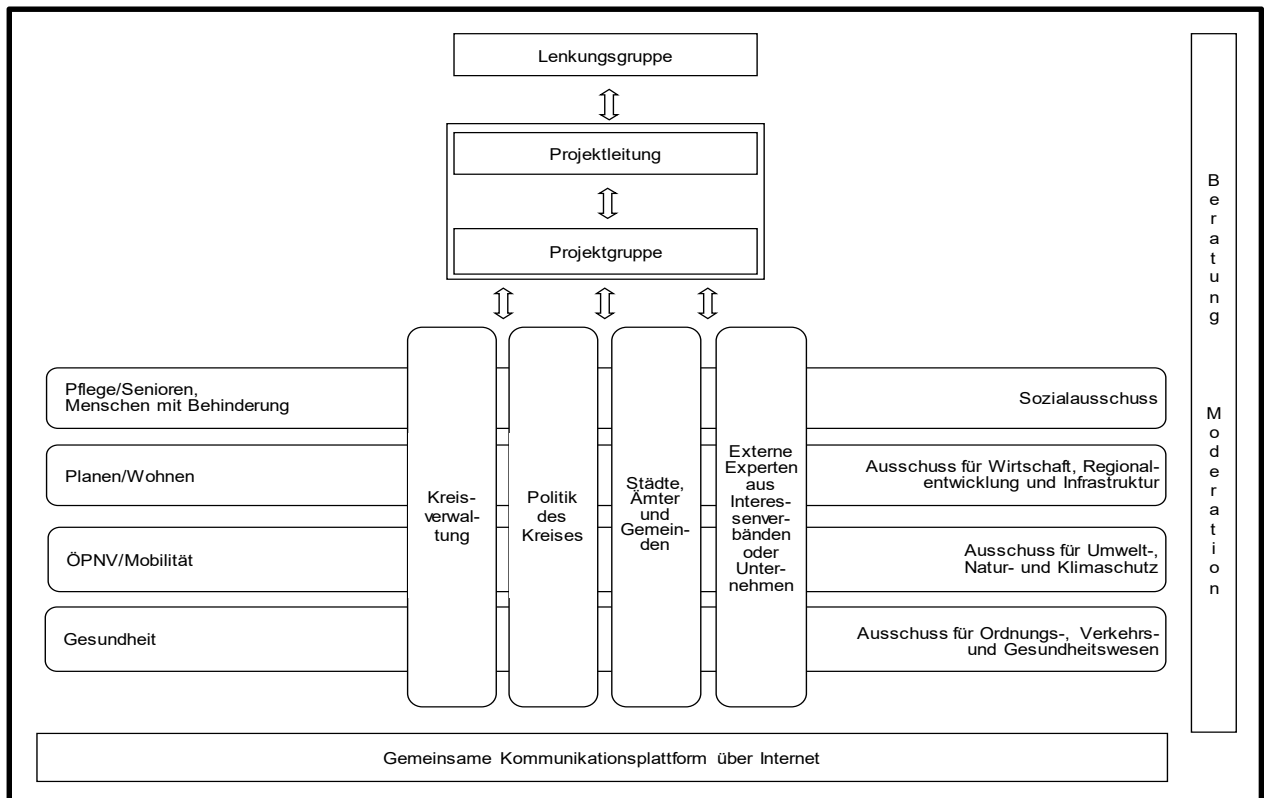 Lenkungsgruppe
Projektleitung
Projektgruppe
Pflege/Senioren,
Menschen mit Behinderung
Planen/Wohnen
ÖPNV/Mobilität
Gesundheit
Kreis-
verwal-
tung
Politik
des
Kreises
Städte,
Ämter
und
Gemein-
den
Externe
Experten
aus
Interes-
senver-
bänden
oder
Unter-
nehmen
Sozialausschuss
Ausschuss für Wirtschaft, Regional-
entwicklung und Infrastruktur
Ausschuss für Umwelt-,
Natur- und Klimaschutz
Ausschuss für Ordnungs-, Verkehrs-
und Gesundheitswesen
Beratung
Moderation
Gemeinsame Kommunikationsplattform über Internet